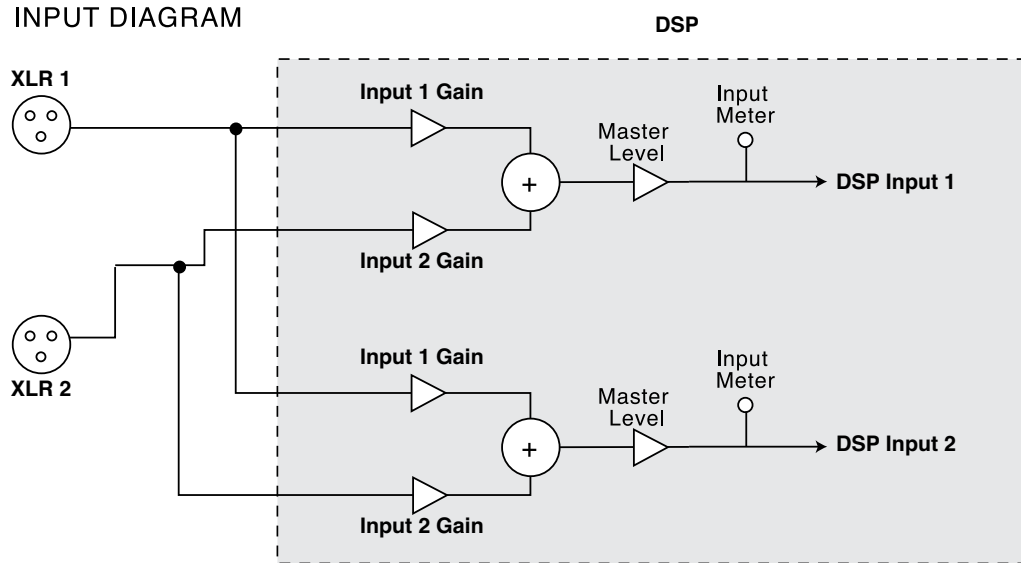 INPUT DIAGRAM
DSP
XLR 1
Input 1 Gain
Input
Meter
Master
Level
+
DSP Input 1
Input 2 Gain
XLR 2
Input 1 Gain
Input
Meter
Master
Level
+
DSP Input 2
Input 2 Gain